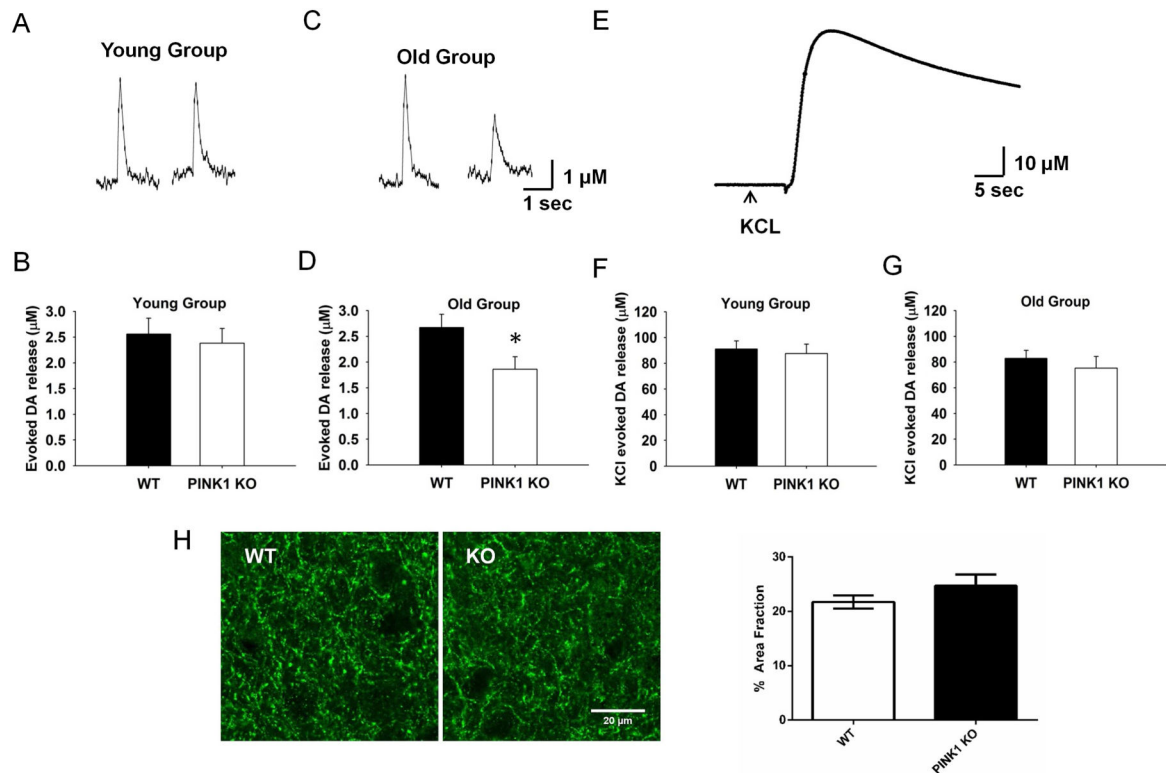 A
Young Group
C
Old Group
1 µM
1 sec
E
KCL
10 µM
5 sec
B
Young Group
Evoked DA release (µM)
3.0
2.5
2.0
1.5
1.0
0.5
0.0
WT
PINK1 KO
D
Old Group
Evoked DA release (µM)
3.0
2.5
2.0
1.5
1.0
0.5
0.0
*
WT
PINK1 KO
F
Young Group
KCl evoked DA release (µM)
120
100
80
60
40
20
0
WT
PINK1 KO
G
Old Group
KCl evoked DA release (µM)
120
100
80
60
40
20
0
WT
PINK1 KO
H
WT
KO
20 µm
% Area Fraction
30
20
10
0
WT
PINK1 KO